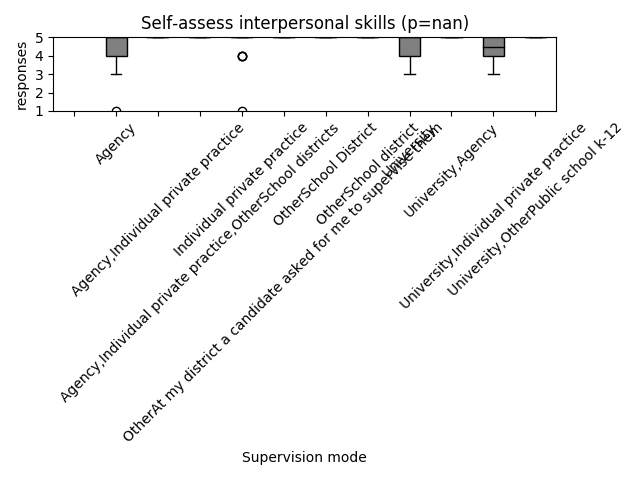 Self-assess interpersonal skills (p=nan)
responses
5
4
3
2
1
Agency
Agency,Individual private practice
Agency,Individual private practice,OtherSchool districts
Individual private practice
OtherAt my district a candidate asked for me to supervise them
OtherSchool District
OtherSchool district
University
University,Agency
University,Individual private practice
University,OtherPublic school k-12
Supervision mode